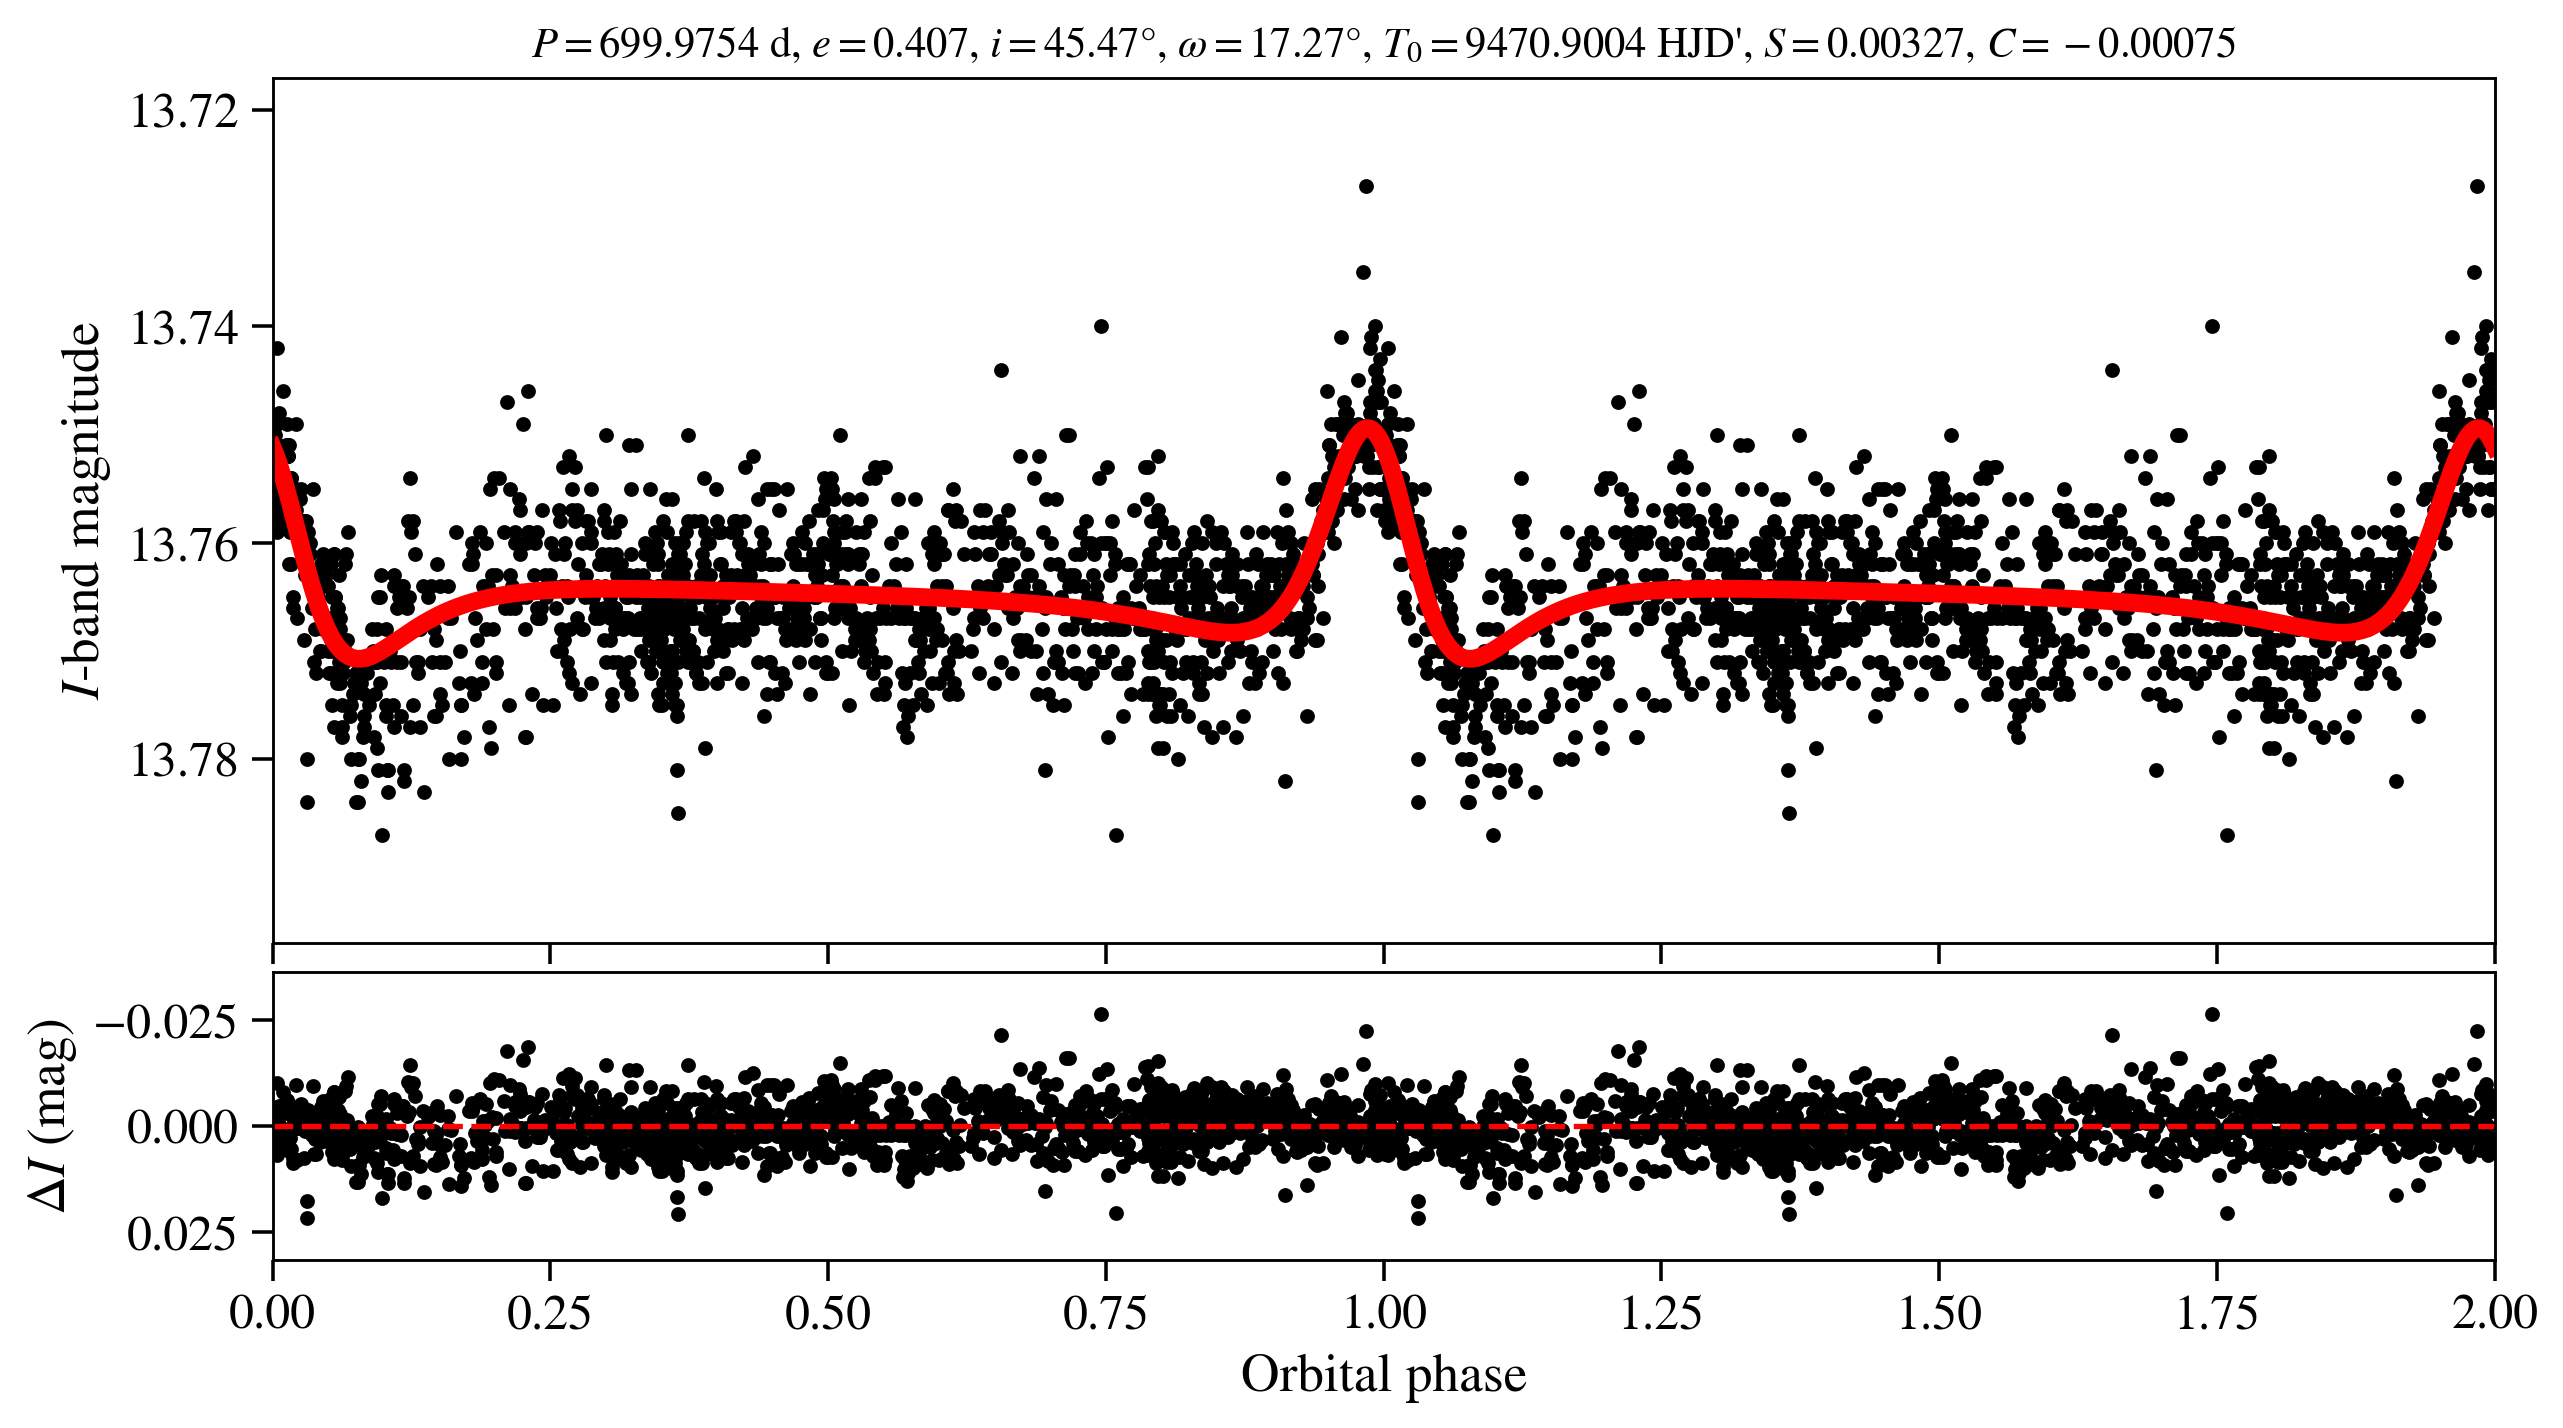 P = 699.9754 d, e = 0.407, i = 45.47°, ω = 17.27°, T₀ = 9470.9004 HJD', S = 0.00327, C = −0.00075
I-band magnitude
13.72
13.74
13.76
13.78
ΔI (mag)
−0.025
0.000
0.025
0.00 0.25 0.50 0.75 1.00 1.25 1.50 1.75 2.00
Orbital phase